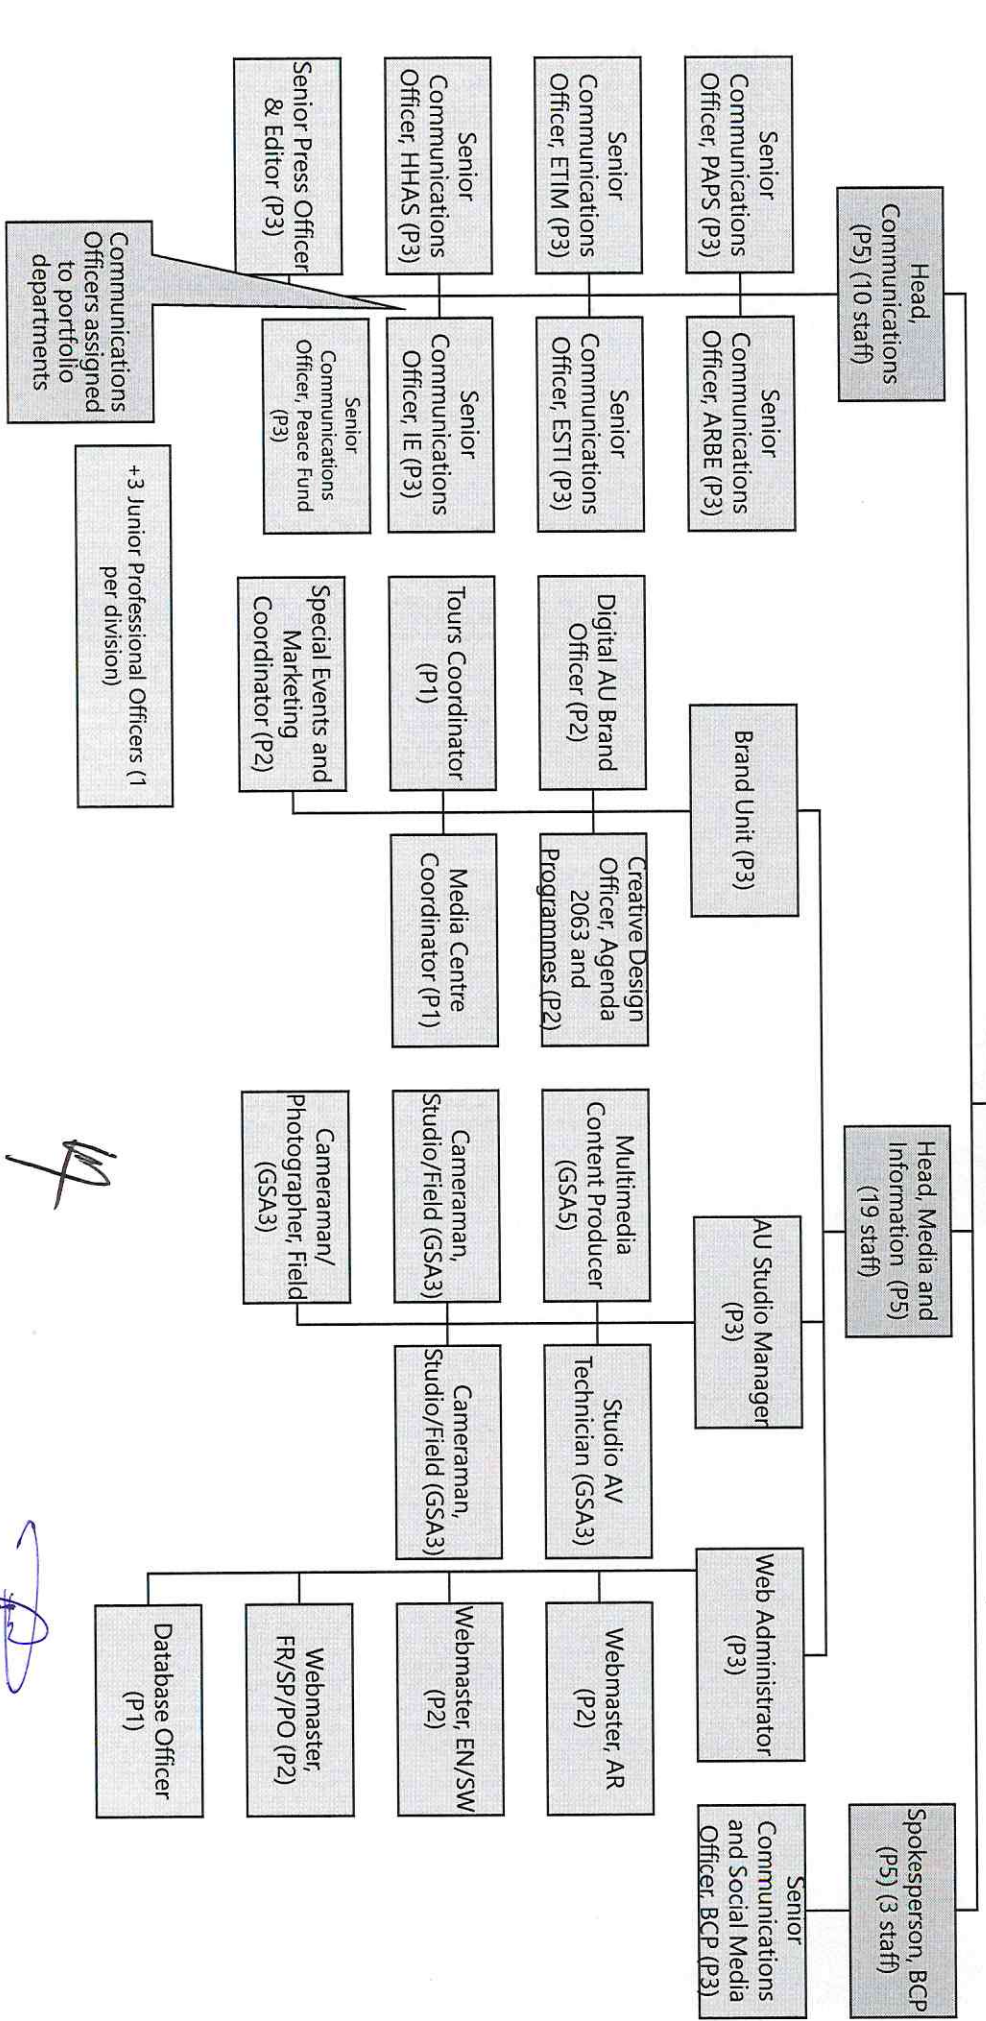 Head,
Communications
(P5) (10 staff)
Head, Media and
Information (P5)
(19 staff)
Spokesperson, BCP
(P5) (3 staff)
Senior
Communications
Officer, PAPS (P3)
Senior
Communications
Officer, ARBE (P3)
Senior
Communications
Officer, ETIM (P3)
Senior
Communications
Officer, ESTI (P3)
Senior
Communications
Officer, HHAS (P3)
Senior
Communications
Officer, IE (P3)
Senior Press Officer
& Editor (P3)
Senior
Communications
Officer, Peace Fund
(P3)
Communications
Officers assigned
to portfolio
departments
+3 Junior Professional Officers (1
per division)
Brand Unit (P3)
Digital AU Brand
Officer (P2)
Creative Design
Officer, Agenda
2063 and
Programmes (P2)
Tours Coordinator
(P1)
Media Centre
Coordinator (P1)
Special Events and
Marketing
Coordinator (P2)
AU Studio Manager
(P3)
Multimedia
Content Producer
(GSA5)
Studio AV
Technician (GSA3)
Cameraman,
Studio/Field (GSA3)
Cameraman,
Studio/Field (GSA3)
Cameraman/
Photographer, Field
(GSA3)
Web Administrator
(P3)
Webmaster, AR
(P2)
Webmaster, EN/SW
(P2)
Webmaster,
FR/SP/PO (P2)
Database Officer
(P1)
Senior
Communications
and Social Media
Officer, BCP (P3)